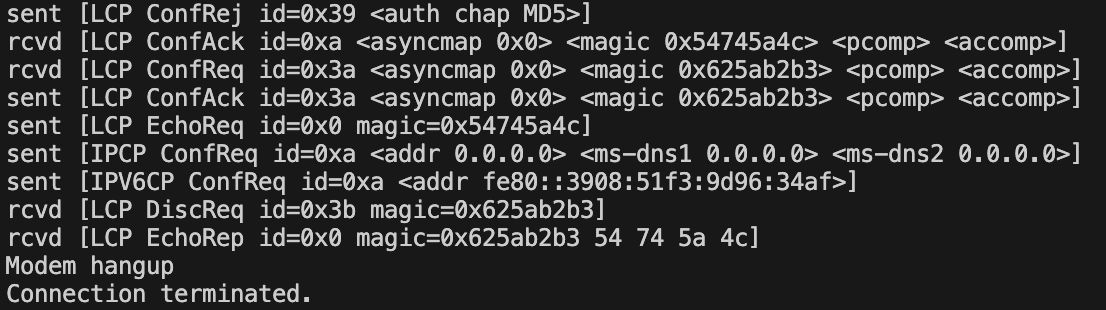 sent [LCP ConfRej id=0x39 <auth chap MD5>]
rcvd [LCP ConfAck id=0xa <asyncmap 0x0> <magic 0x54745a4c> <pcomp> <accomp>]
rcvd [LCP ConfReq id=0x3a <asyncmap 0x0> <magic 0x625ab2b3> <pcomp> <accomp>]
sent [LCP ConfAck id=0x3a <asyncmap 0x0> <magic 0x625ab2b3> <pcomp> <accomp>]
sent [LCP EchoReq id=0x0 magic=0x54745a4c]
sent [IPCP ConfReq id=0xa <addr 0.0.0.0> <ms-dns1 0.0.0.0> <ms-dns2 0.0.0.0>]
sent [IPV6CP ConfReq id=0xa <addr fe80::3908:51f3:9d96:34af>]
rcvd [LCP DiscReq id=0x3b magic=0x625ab2b3]
rcvd [LCP EchoRep id=0x0 magic=0x625ab2b3 54 74 5a 4c]
Modem hangup
Connection terminated.